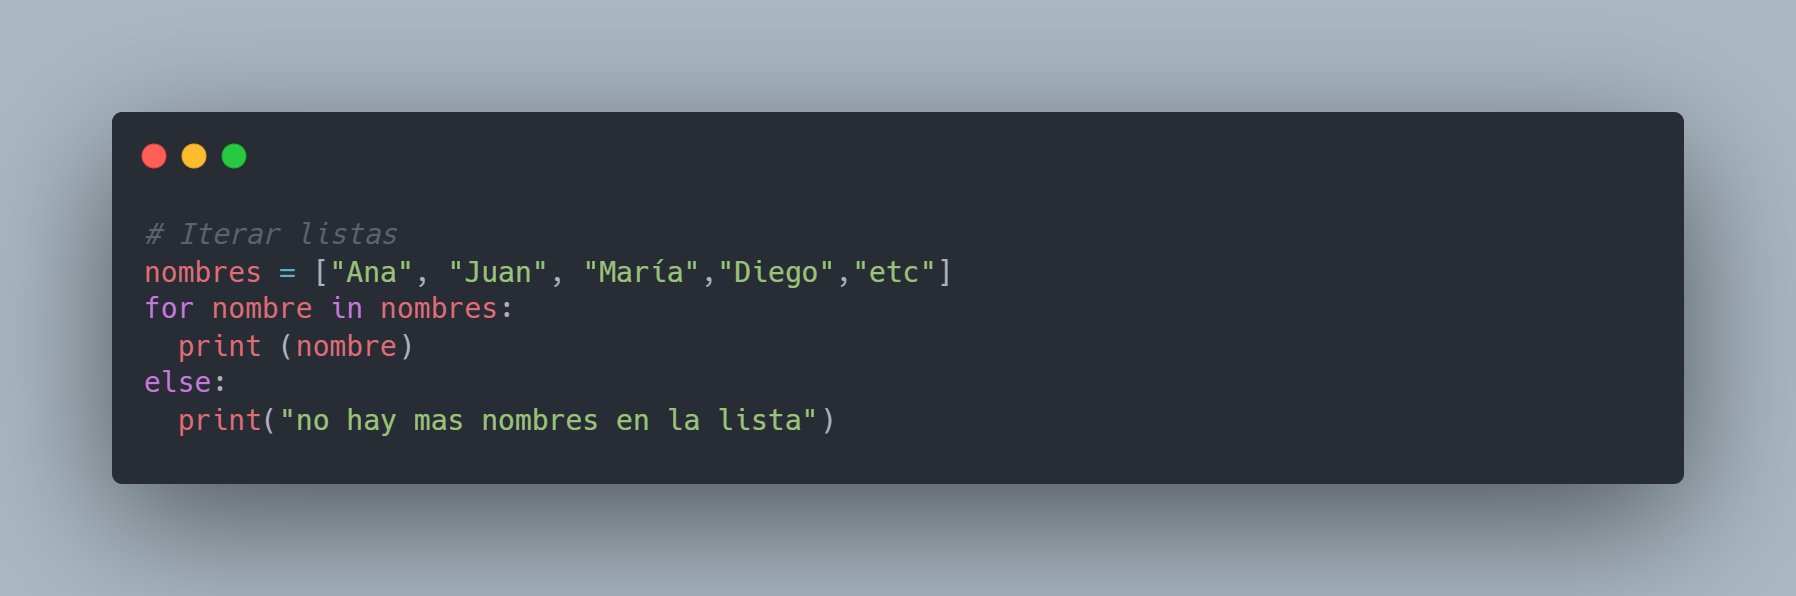 # Iterar listas
nombres = ["Ana", "Juan", "María","Diego","etc"]
for nombre in nombres:
  print (nombre)
else:
  print("no hay mas nombres en la lista")